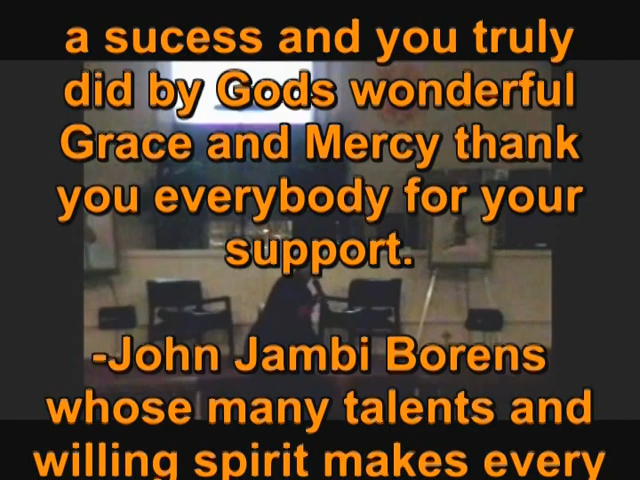 a sucess and you truly
did by Gods wonderful
Grace and Mercy thank
you everybody for your
support.
-John Jambi Borens
whose many talents and
willing spirit makes every